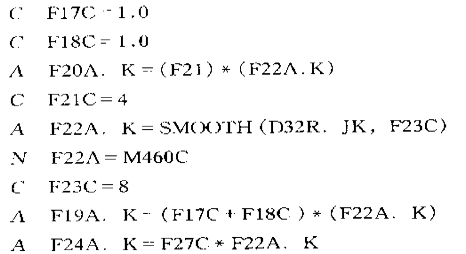 C F17C-1.0
C F18C=1.0
A F20A. K=(F21)*(F22A.K)
C F21C=4
A F22A. K=SMOOTH(D32R. JK, F23C)
N F22A=M460C
C F23C=8
A F19A. K-(F17C+F18C)*(F22A. K)
A F24A. K=F27C*F22A. K